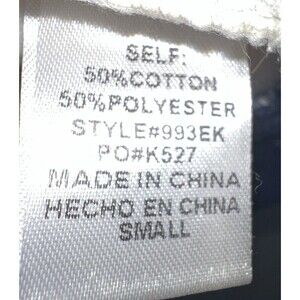 SELF:
50%COTTON
50%POLYESTER
STYLE#993EK
PO#K527
MADE IN CHINA
HECHO EN CHINA
SMALL